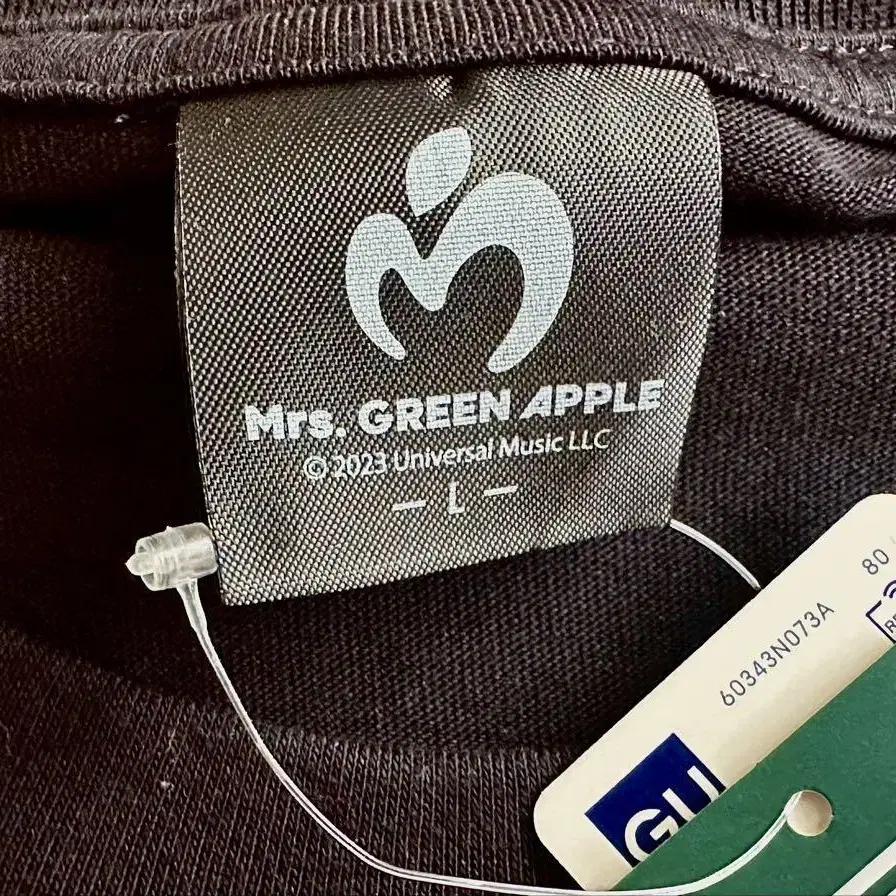 Mrs. GREEN APPLE
© 2023 Universal Music LLC
– L –
80
60343N073A
GU